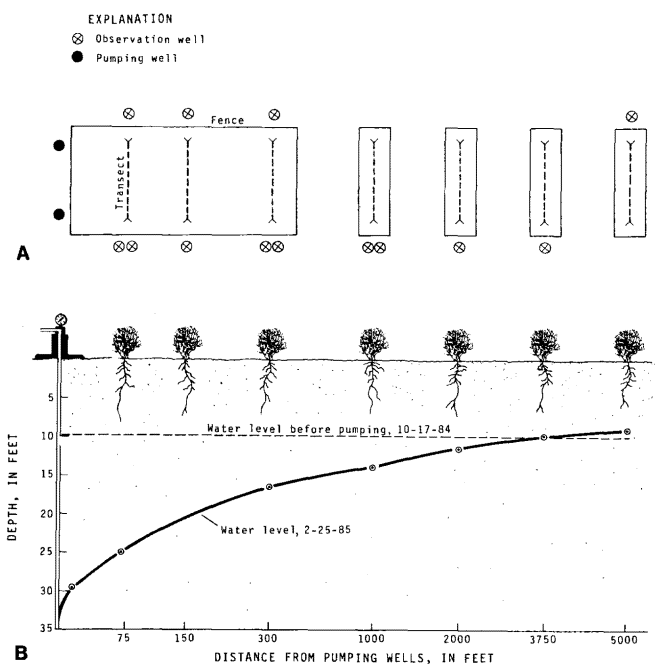 EXPLANATION
Observation well
Pumping well
Fence
Transect
A
Water level before pumping, 10-17-84
Water level, 2-25-85
DEPTH, IN FEET
5
10
15
20
25
30
35
75 150 300 1000 2000 3750 5000
B
DISTANCE FROM PUMPING WELLS, IN FEET